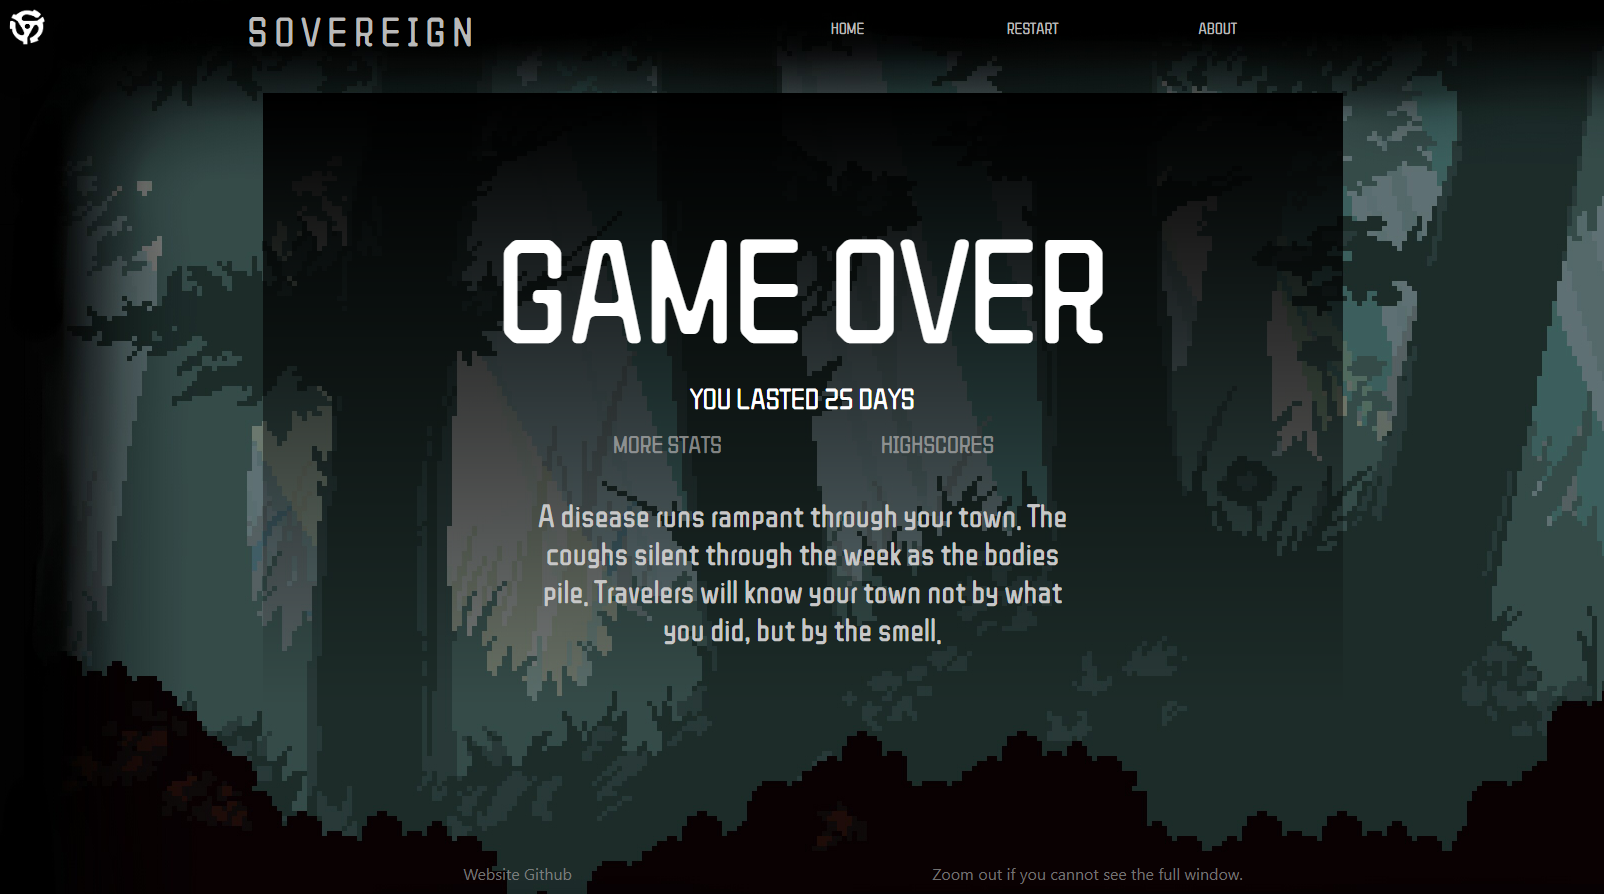 SOVEREIGN
HOME
RESTART
ABOUT
GAME OVER
YOU LASTED 25 DAYS
MORE STATS
HIGHSCORES
A disease runs rampant through your town. The
coughs silent through the week as the bodies
pile. Travelers will know your town not by what
you did, but by the smell.
Website Github
Zoom out if you cannot see the full window.